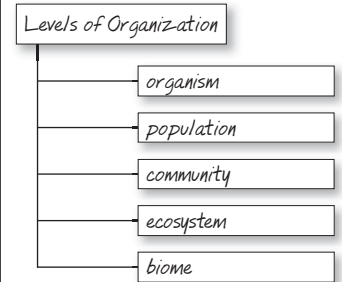 Levels of Organization
organism
population
community
ecosystem
biome